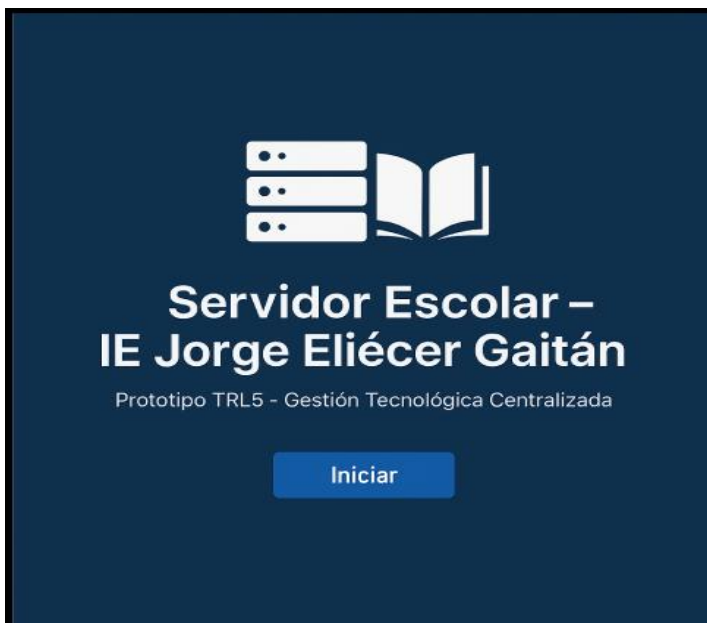 Servidor Escolar –
IE Jorge Eliécer Gaitán
Prototipo TRL5 - Gestión Tecnológica Centralizada
Iniciar